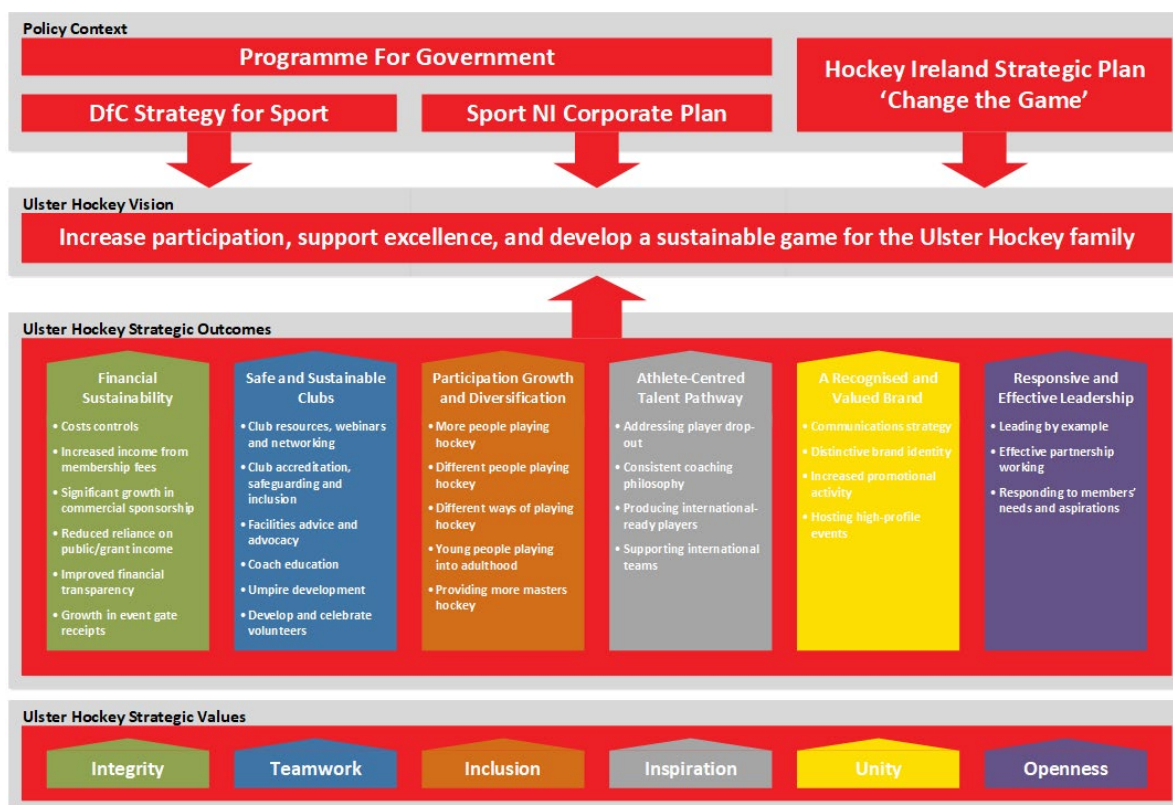 Policy Context
Programme For Government
Hockey Ireland Strategic Plan
‘Change the Game’
DfC Strategy for Sport
Sport NI Corporate Plan
Ulster Hockey Vision
Increase participation, support excellence, and develop a sustainable game for the Ulster Hockey family
Ulster Hockey Strategic Outcomes
Financial
Sustainability
• Costs controls
• Increased income from
membership fees
• Significant growth in
commercial sponsorship
• Reduced reliance on
public/grant income
• Improved financial
transparency
• Growth in event gate
receipts
Safe and Sustainable
Clubs
• Club resources, webinars
and networking
• Club accreditation,
safeguarding and
inclusion
• Facilities advice and
advocacy
• Coach education
• Umpire development
• Develop and celebrate
volunteers
Participation Growth
and Diversification
• More people playing
hockey
• Different people playing
hockey
• Different ways of playing
hockey
• Young people playing
into adulthood
• Providing more masters
hockey
Athlete-Centred
Talent Pathway
• Addressing player drop-
out
• Consistent coaching
philosophy
• Producing international-
ready players
• Supporting international
teams
A Recognised and
Valued Brand
• Communications strategy
• Distinctive brand identity
• Increased promotional
activity
• Hosting high-profile
events
Responsive and
Effective Leadership
• Leading by example
• Effective partnership
working
• Responding to members’
needs and aspirations
Ulster Hockey Strategic Values
Integrity
Teamwork
Inclusion
Inspiration
Unity
Openness